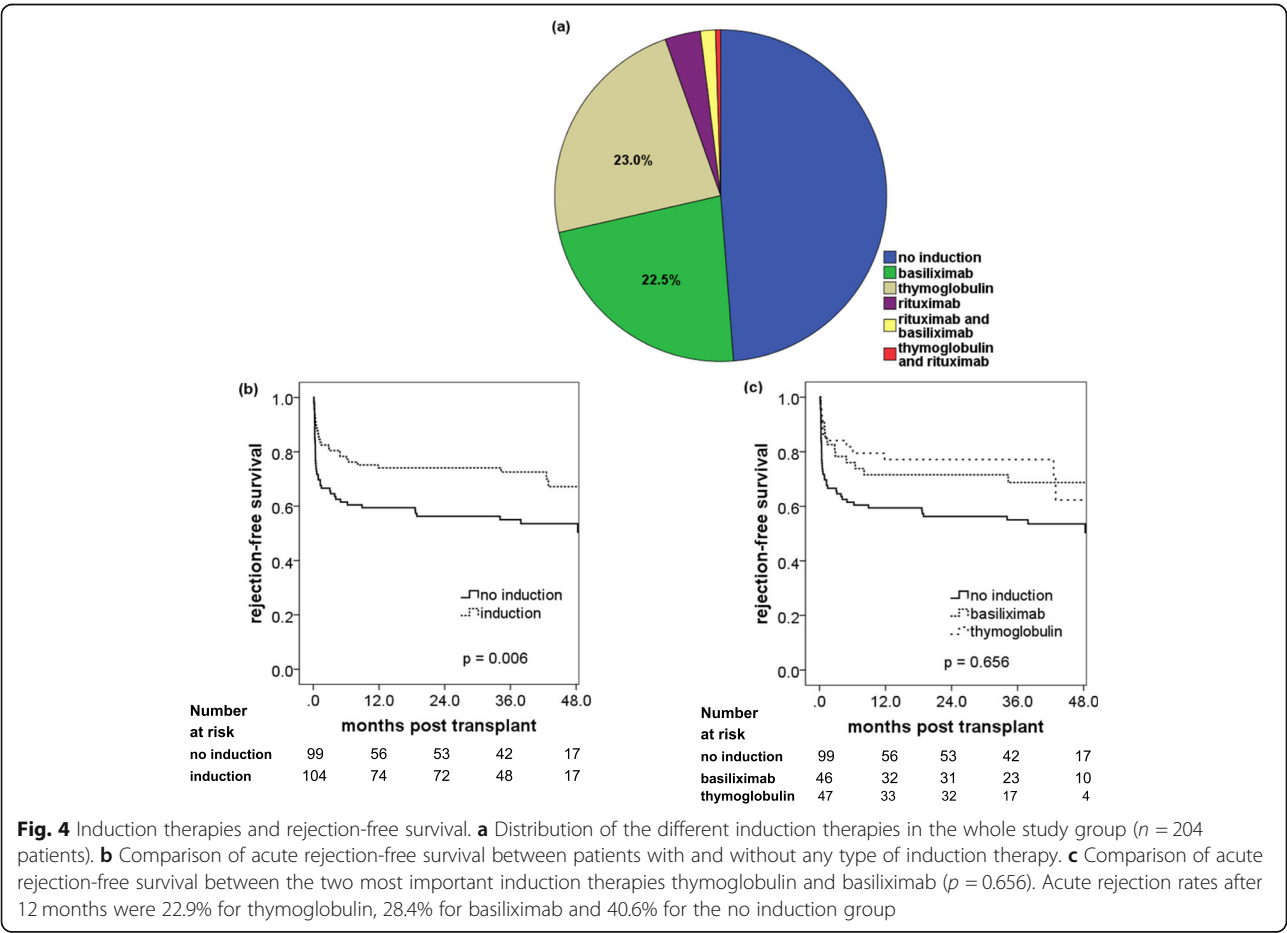 (a)
23.0%
22.5%
no induction
basiliximab
thymoglobulin
rituximab
rituximab and
basiliximab
thymoglobulin
and rituximab
(b)
rejection-free survival
1.0
0.8
0.6
0.4
0.2
0.0
no induction
induction
p = 0.006
.0 12.0 24.0 36.0 48.0
months post transplant
Number
at risk
no induction 99 56 53 42 17
induction 104 74 72 48 17
(c)
rejection-free survival
1.0
0.8
0.6
0.4
0.2
0.0
no induction
basiliximab
thymoglobulin
p = 0.656
.0 12.0 24.0 36.0 48.0
months post transplant
Number
at risk
no induction 99 56 53 42 17
basiliximab 46 32 31 23 10
thymoglobulin 47 33 32 17 4
Fig. 4 Induction therapies and rejection-free survival. a Distribution of the different induction therapies in the whole study group (n = 204
patients). b Comparison of acute rejection-free survival between patients with and without any type of induction therapy. c Comparison of acute
rejection-free survival between the two most important induction therapies thymoglobulin and basiliximab (p = 0.656). Acute rejection rates after
12 months were 22.9% for thymoglobulin, 28.4% for basiliximab and 40.6% for the no induction group